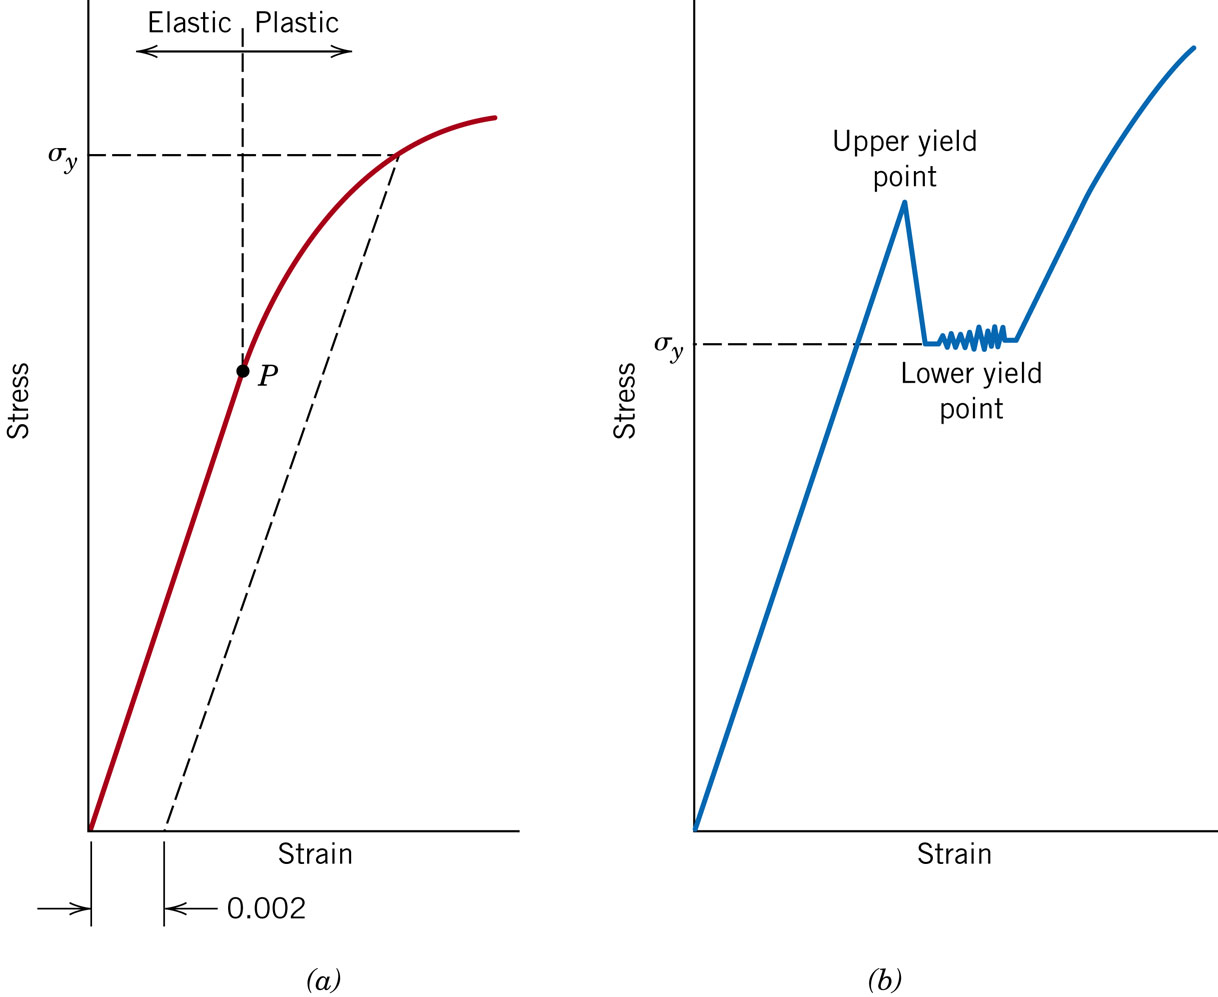 Elastic Plastic
σy
P
Stress
Strain
0.002
(a)
Upper yield
point
σy
Lower yield
point
Stress
Strain
(b)